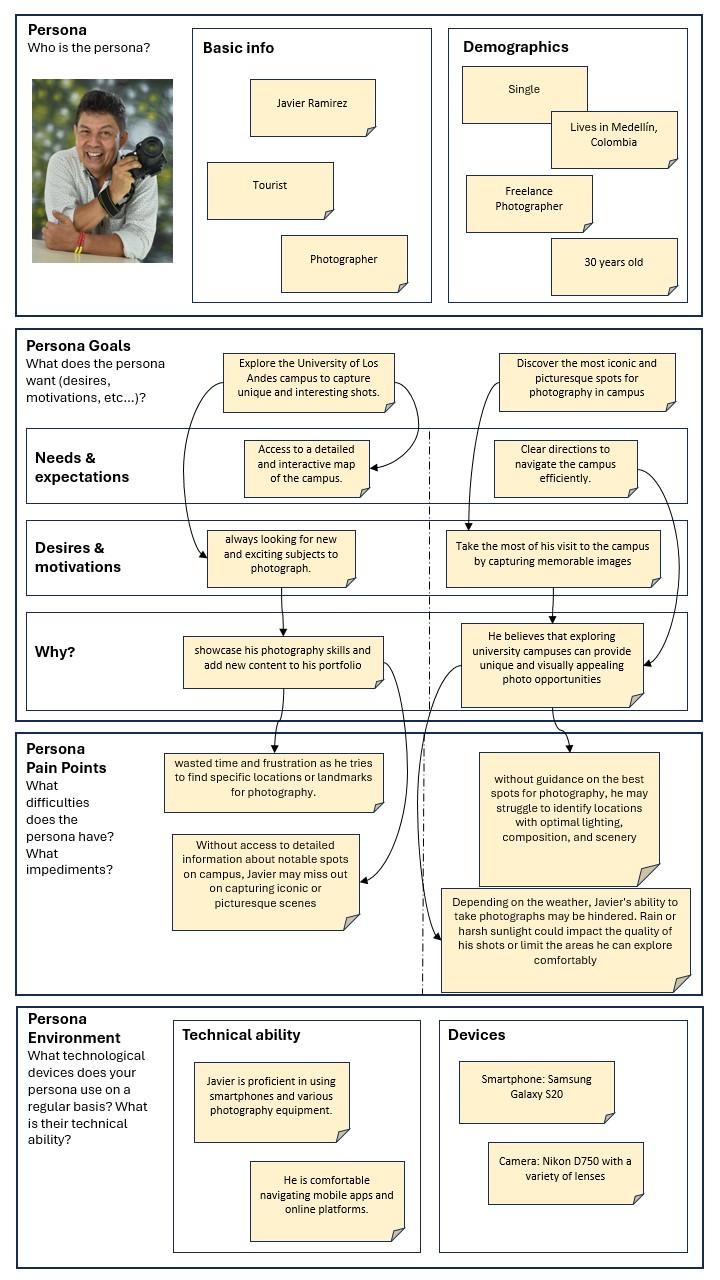 Persona
Who is the persona?
Basic info
Javier Ramirez
Tourist
Photographer
Demographics
Single
Lives in Medellín,
Colombia
Freelance
Photographer
30 years old
Persona Goals
What does the persona
want (desires,
motivations, etc...)?
Explore the University of Los
Andes campus to capture
unique and interesting shots.
Discover the most iconic and
picturesque spots for
photography in campus
Needs &
expectations
Access to a detailed
and interactive map
of the campus.
Clear directions to
navigate the campus
efficiently.
Desires &
motivations
always looking for new
and exciting subjects to
photograph.
Take the most of his visit to the campus
by capturing memorable images
Why?
showcase his photography skills and
add new content to his portfolio
He believes that exploring
university campuses can provide
unique and visually appealing
photo opportunities
Persona
Pain Points
What
difficulties
does the
persona have?
What
impediments?
wasted time and frustration as he tries
to find specific locations or landmarks
for photography.
Without access to detailed
information about notable spots
on campus, Javier may miss out
on capturing iconic or
picturesque scenes
without guidance on the best
spots for photography, he may
struggle to identify locations
with optimal lighting,
composition, and scenery
Depending on the weather, Javier's ability to
take photographs may be hindered. Rain or
harsh sunlight could impact the quality of
his shots or limit the areas he can explore
comfortably
Persona
Environment
What technological
devices does your
persona use on a
regular basis? What
is their technical
ability?
Technical ability
Javier is proficient in using
smartphones and various
photography equipment.
He is comfortable
navigating mobile apps and
online platforms.
Devices
Smartphone: Samsung
Galaxy S20
Camera: Nikon D750 with a
variety of lenses